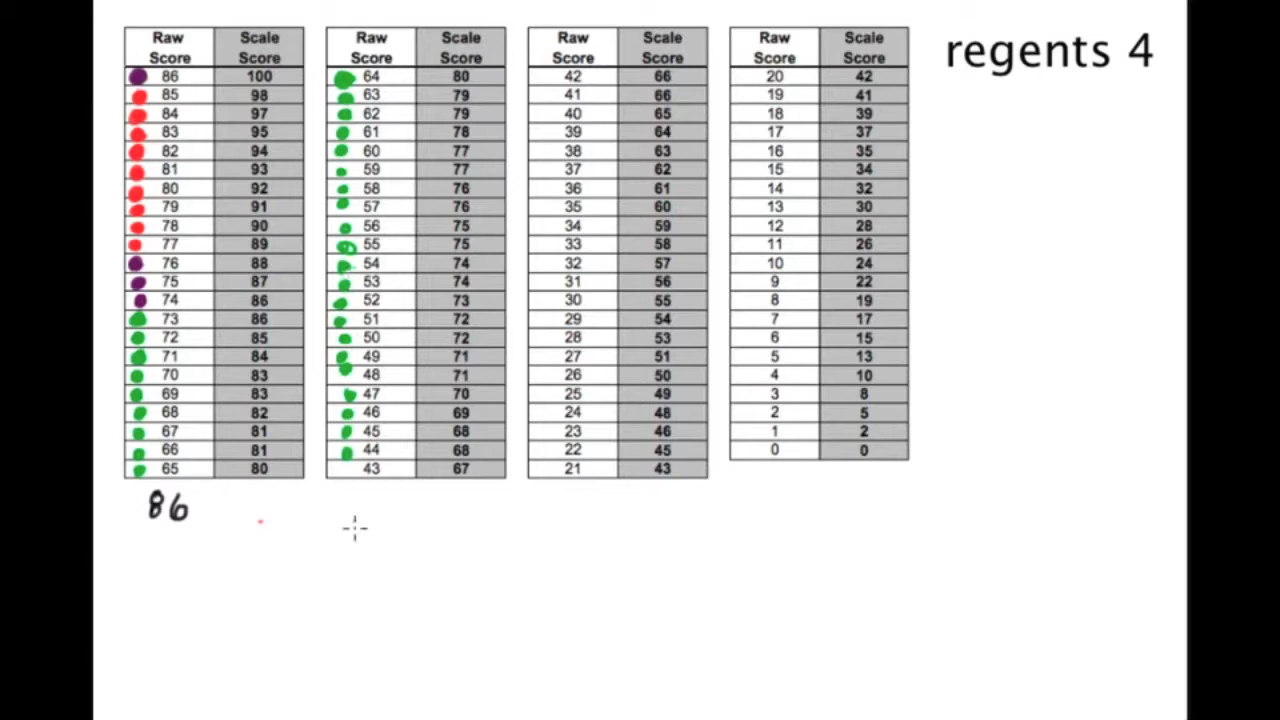 regents 4
Raw Score Scale Score Raw Score Scale Score Raw Score Scale Score Raw Score Scale Score
86 100 64 80 42 66 20 42
85 98 63 79 41 66 19 41
84 97 62 79 40 65 18 39
83 95 61 78 39 64 17 37
82 94 60 77 38 63 16 35
81 93 59 77 37 62 15 34
80 92 58 76 36 61 14 32
79 91 57 76 35 60 13 30
78 90 56 75 34 59 12 28
77 89 55 75 33 58 11 26
76 88 54 74 32 57 10 24
75 87 53 74 31 56 9 22
74 86 52 73 30 55 8 19
73 86 51 72 29 54 7 17
72 85 50 72 28 53 6 15
71 84 49 71 27 51 5 13
70 83 48 71 26 50 4 10
69 83 47 70 25 49 3 8
68 82 46 69 24 48 2 5
67 81 45 68 23 46 1 2
66 81 44 68 22 45 0 0
65 80 43 67 21 43
86